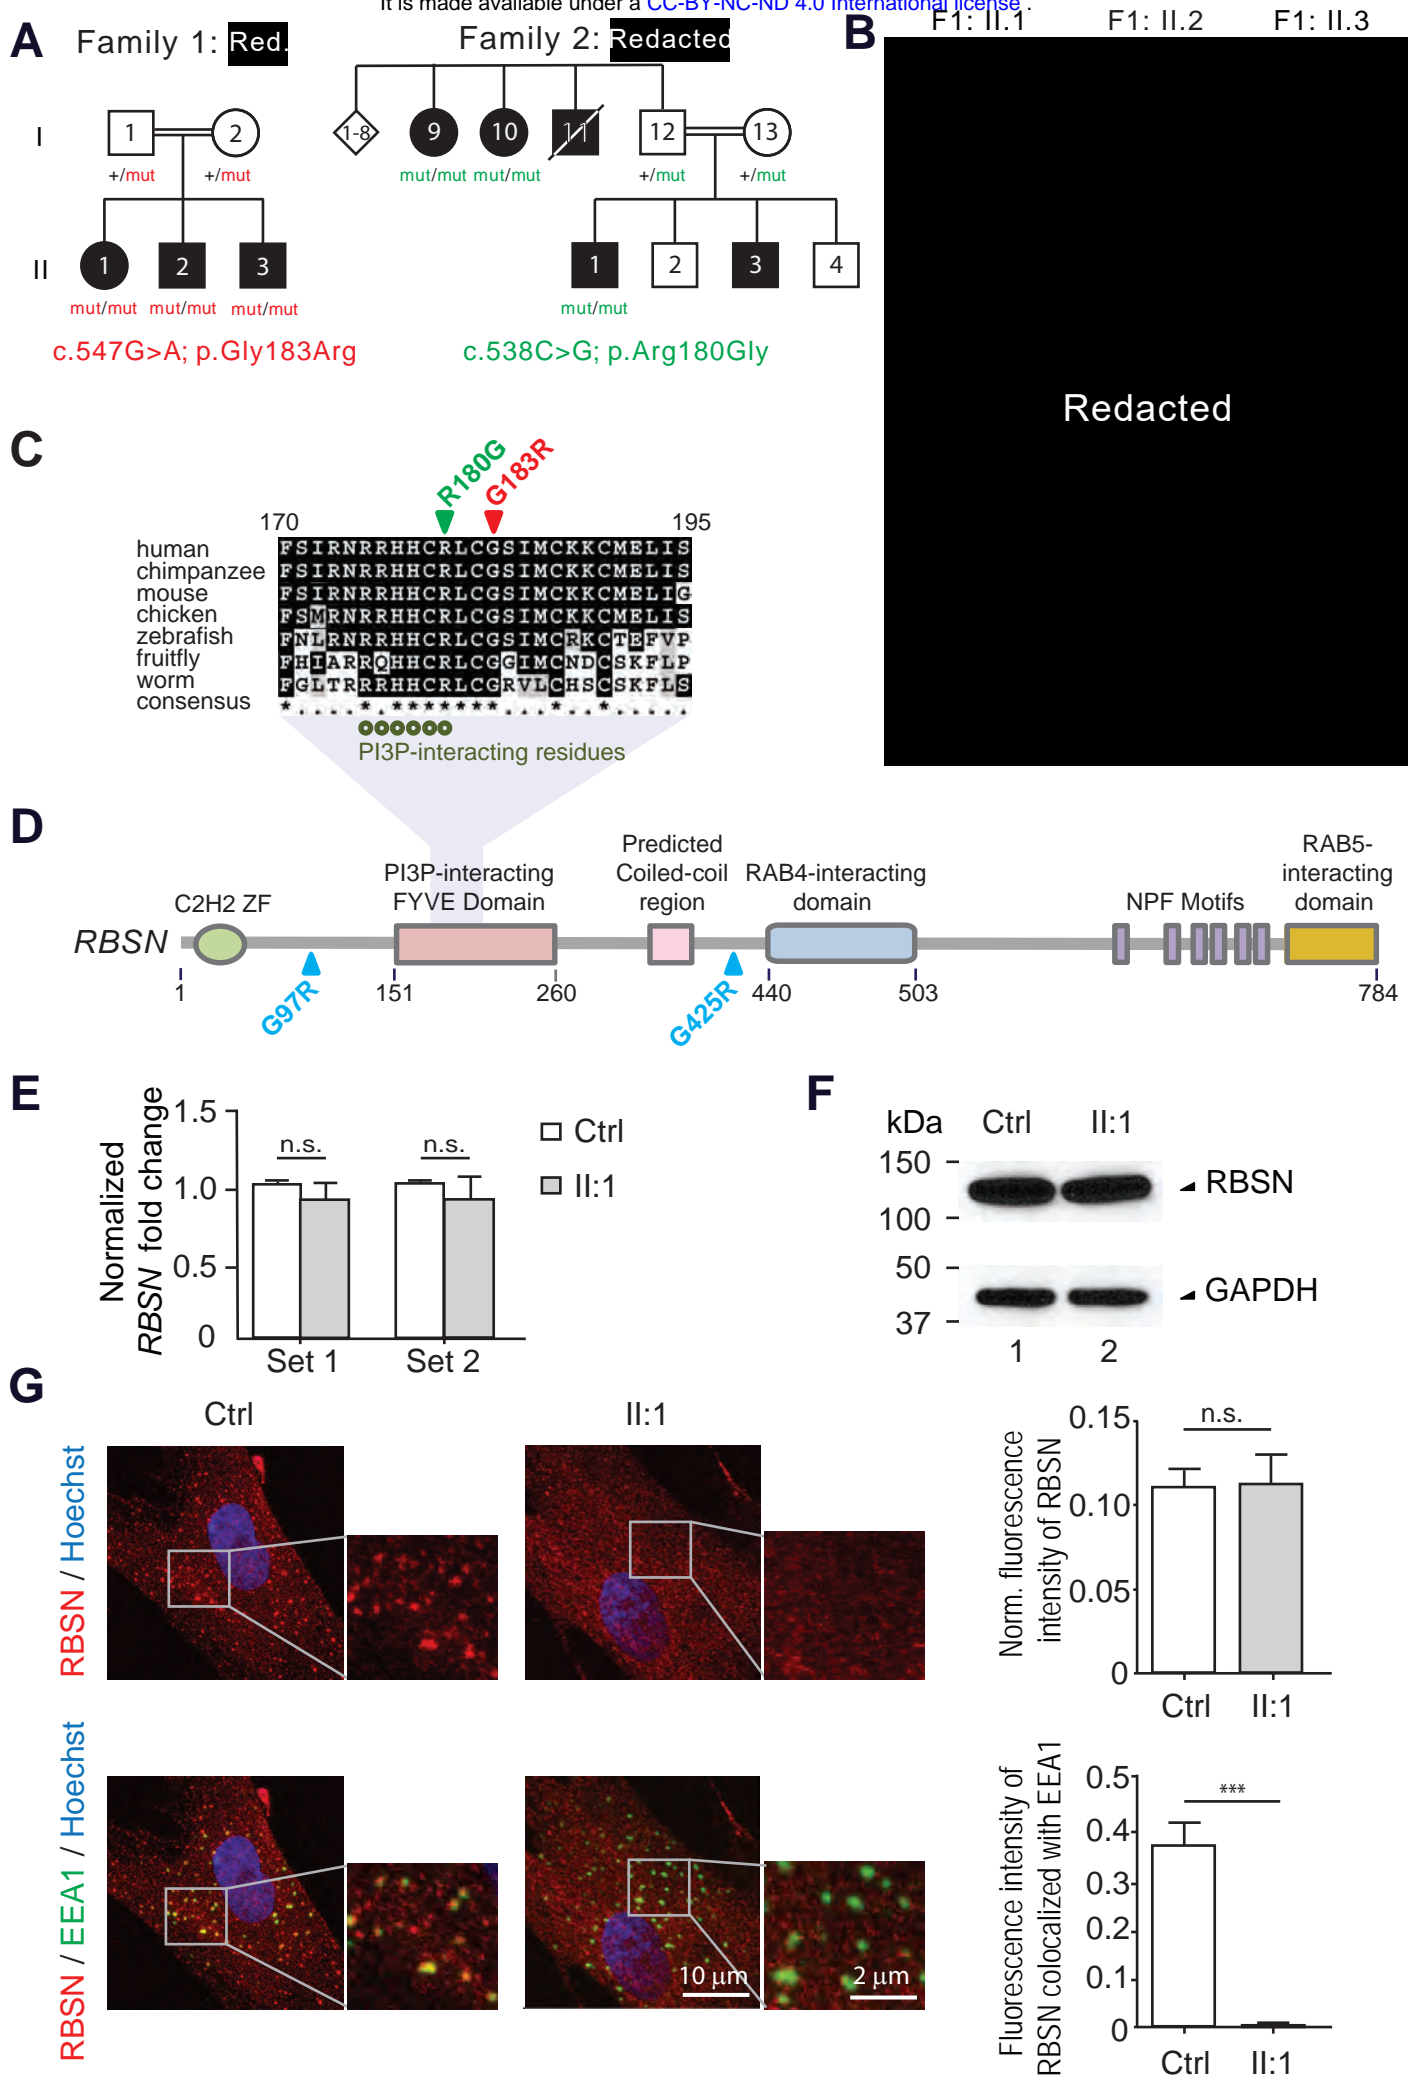 It is made available under a CC-BY-NC-ND 4.0 International license .
A
Family 1: Red.
Family 2: Redacted
B
F1: II.1 F1: II.2 F1: II.3
I
1 2
1-8 9 10 11 12 13
+/mut +/mut
mut/mut mut/mut +/mut +/mut
II
1 2 3
1 2 3 4
mut/mut mut/mut mut/mut
mut/mut
c.547G>A; p.Gly183Arg
c.538C>G; p.Arg180Gly
Redacted
C
R180G
G183R
170 195
human FSIRNRRHHCRLCGSIMCKKCMELIS
chimpanzee FSIRNRRHHCRLCGSIMCKKCMELIS
mouse FSIRNRRHHCRLCGSIMCKKCMELIG
chicken FSMRNRRHHCRLCGSIMCKKCMELIS
zebrafish FNLRNRRHHCRLCGSIMCRKCTEFVP
fruitfly FHIARRQHHCRLCGGIMCNDCSKFLP
worm FGLTRRRHHCRLCGRVLCHSCSKFLS
consensus *....*.******...*..*.....
PI3P-interacting residues
D
C2H2 ZF
PI3P-interacting
FYVE Domain
Predicted
Coiled-coil
region
RAB4-interacting
domain
NPF Motifs
RAB5-
interacting
domain
RBSN
1 151 260 440 503 784
G97R
G425R
E
Normalized
RBSN fold change
1.5
1.0
0.5
0
n.s. n.s.
Ctrl
II:1
Set 1 Set 2
F
kDa Ctrl II:1
150
RBSN
100
50
GAPDH
37
1 2
G
Ctrl II:1
RBSN / Hoechst
Norm. fluorescence
intensity of RBSN
0.15
0.10
0.05
0
n.s.
Ctrl II:1
RBSN / EEA1 / Hoechst
10 μm
2 μm
Fluorescence intensity of
RBSN colocalized with EEA1
0.5
0.4
0.3
0.2
0.1
0
***
Ctrl II:1